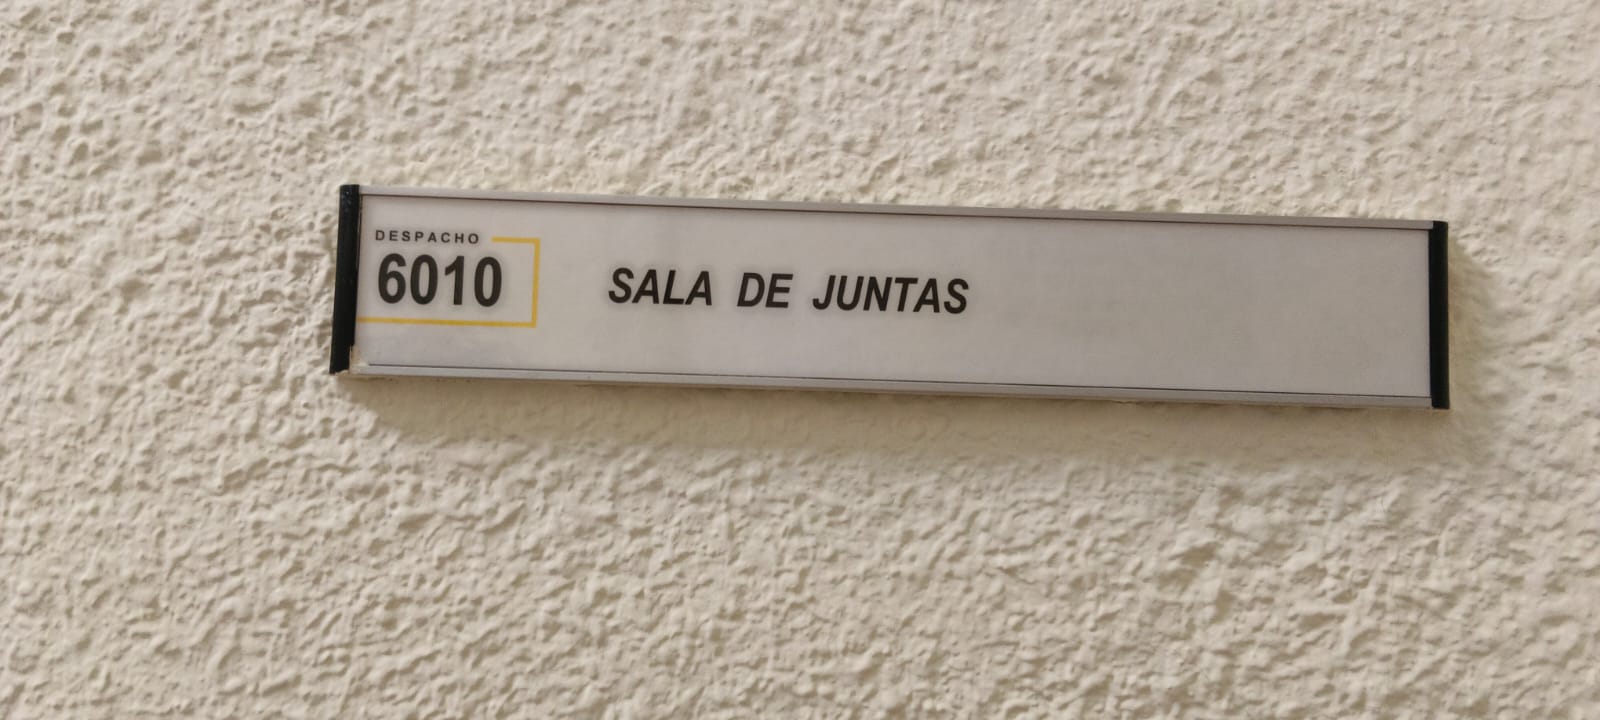 DESPACHO
6010
SALA DE JUNTAS